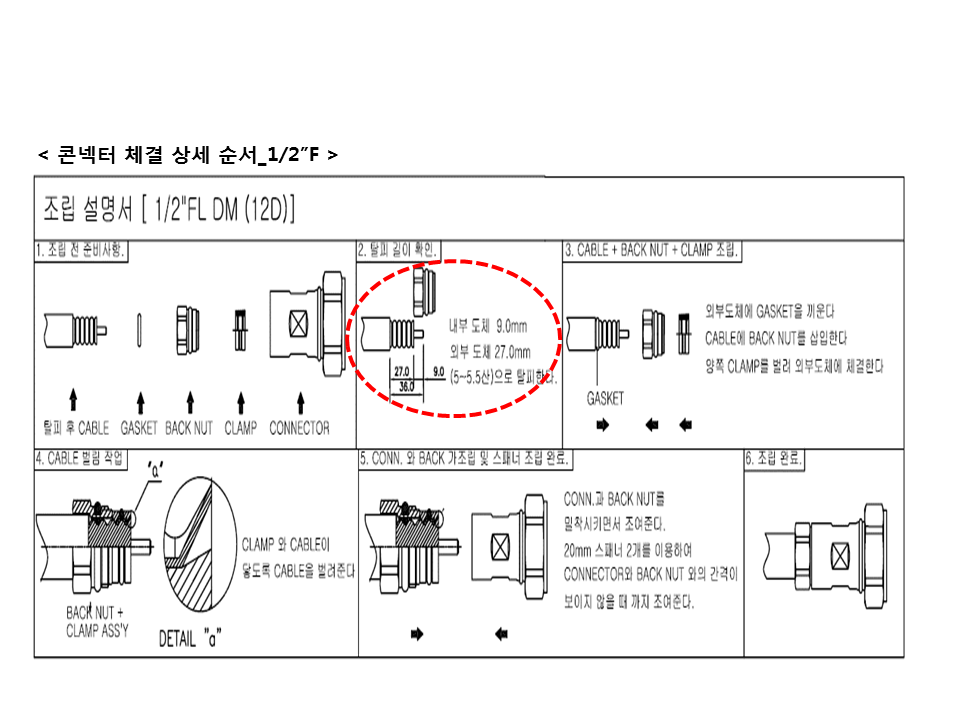 < 콘넥터 체결 상세 순서_1/2″F >
조립 설명서 [ 1/2"FL DM (12D)]
1. 조립 전 준비사항.
탈피 후 CABLE
GASKET
BACK NUT
CLAMP
CONNECTOR
2. 탈피 길이 확인.
내부 도체 9.0mm
외부 도체 27.0mm
(5~5.5산)으로 탈피한다.
27.0
9.0
36.0
3. CABLE + BACK NUT + CLAMP 조립.
외부도체에 GASKET을 끼운다
CABLE에 BACK NUT를 삽입한다
양쪽 CLAMP를 벌려 외부도체에 체결한다
GASKET
4. CABLE 벌림 작업
"a"
CLAMP 와 CABLE이
닿도록 CABLE을 벌려준다
BACK NUT +
CLAMP ASS'Y
DETAIL "a"
5. CONN. 와 BACK 가조립 및 스패너 조립 완료.
CONN.과 BACK NUT를
밀착시키면서 조여준다.
20mm 스패너 2개를 이용하여
CONNECTOR와 BACK NUT 와의 간격이
보이지 않을 때 까지 조여준다.
6. 조립 완료.